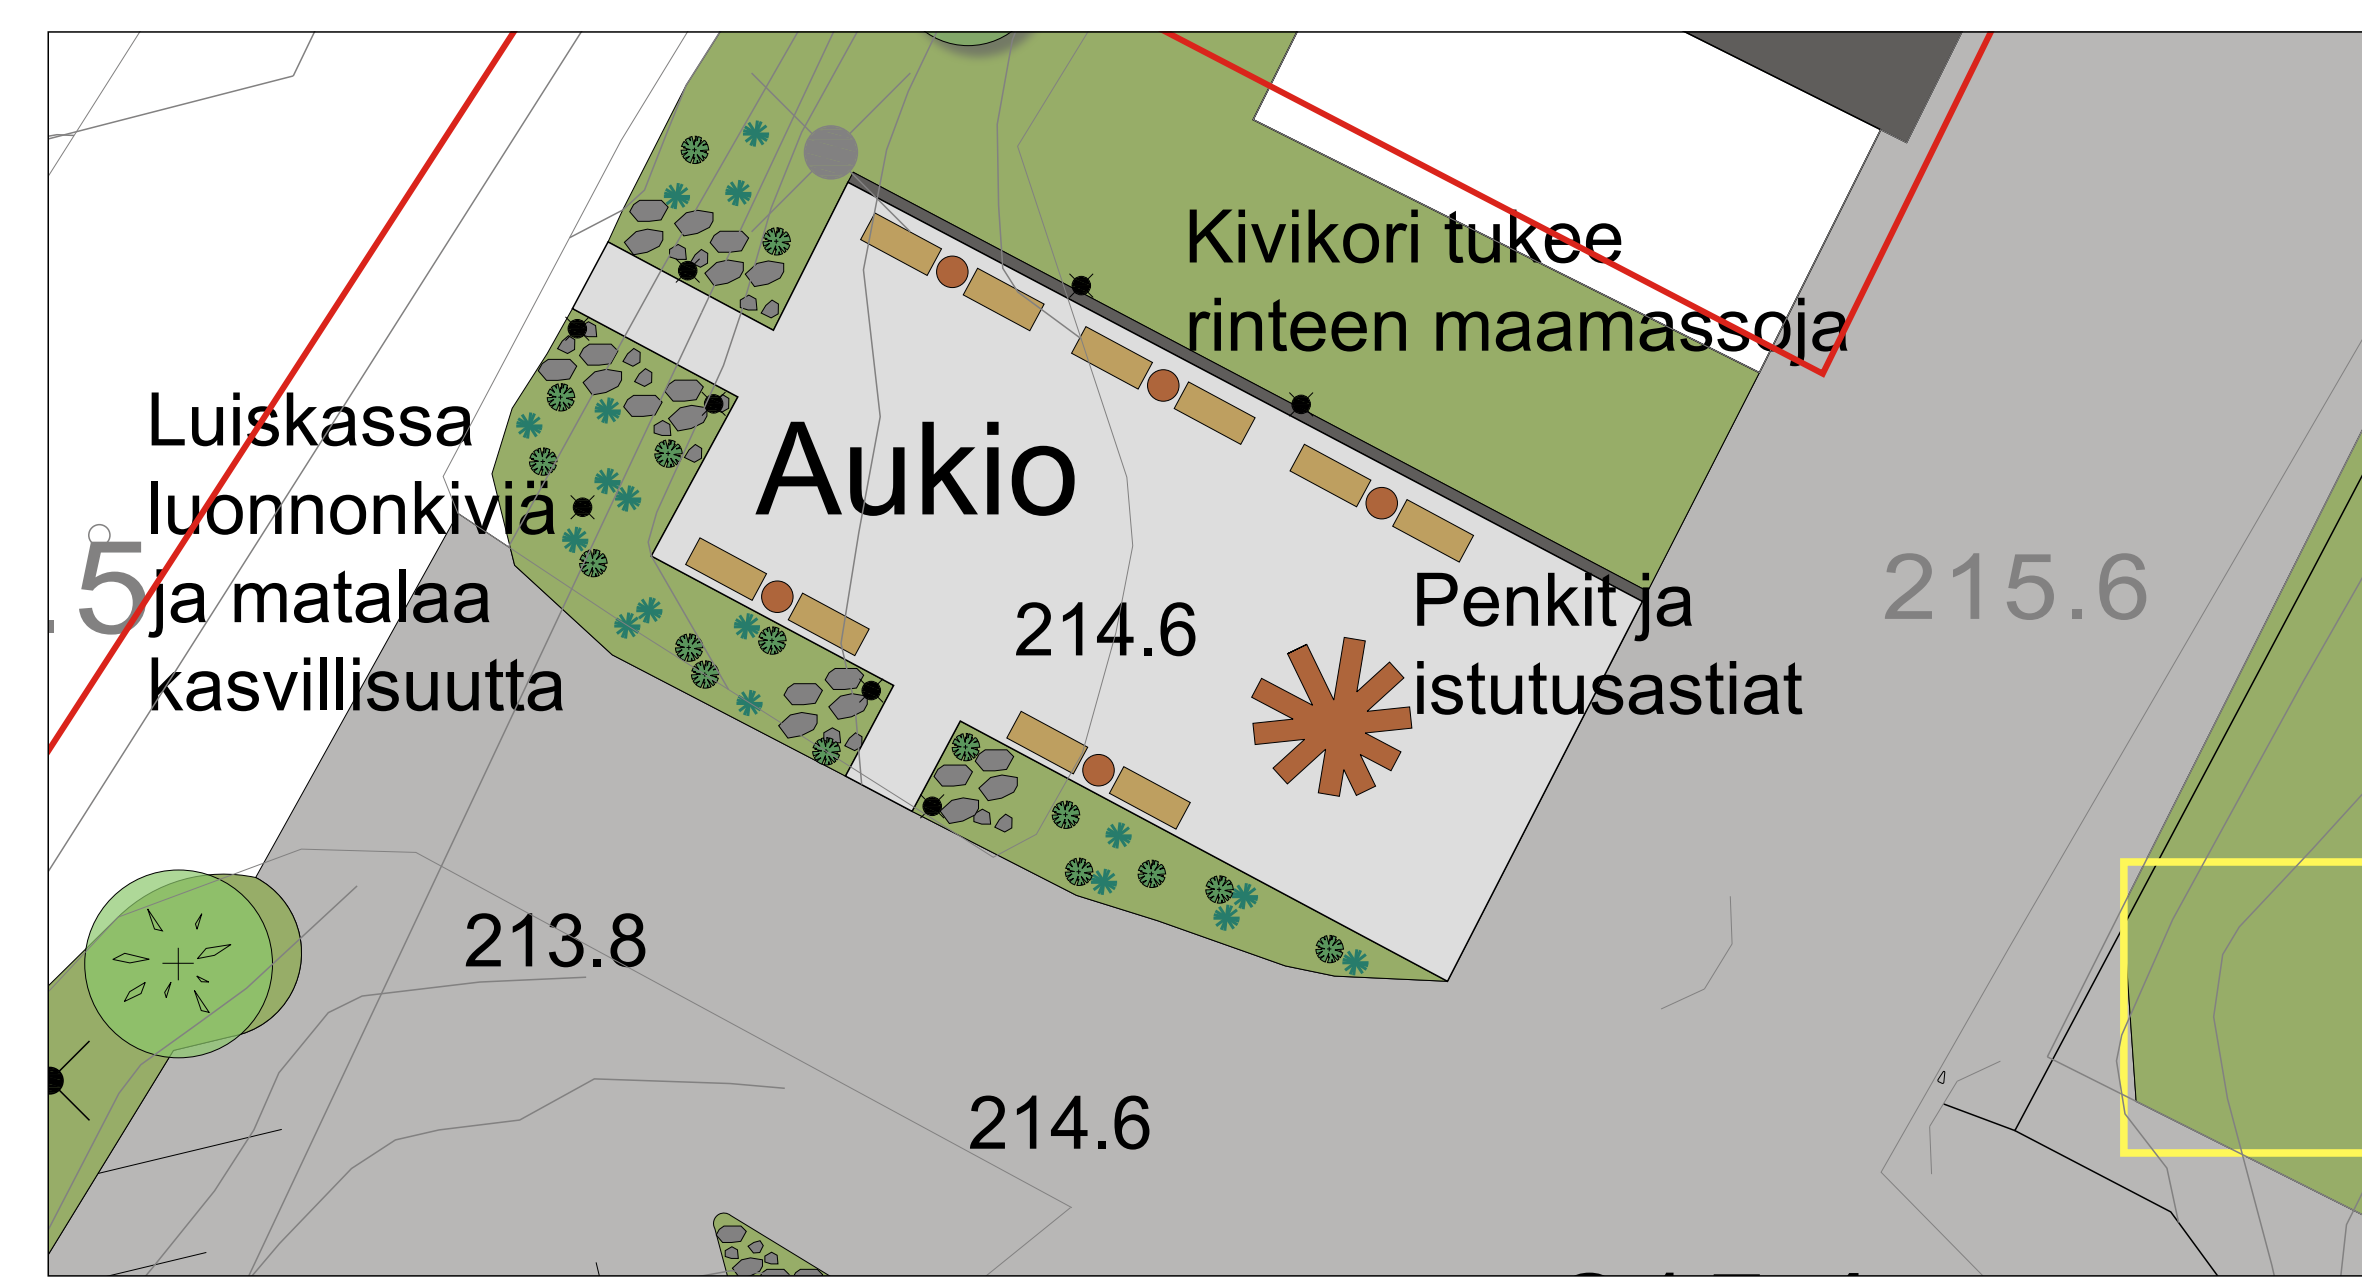 Kivikori tukee
rinteen maamassoja
Luiskassa
luonnonkiviä
ja matalaa
kasvillisuutta
Aukio
.5
214.6
Penkit ja
istutusastiat
215.6
213.8
214.6